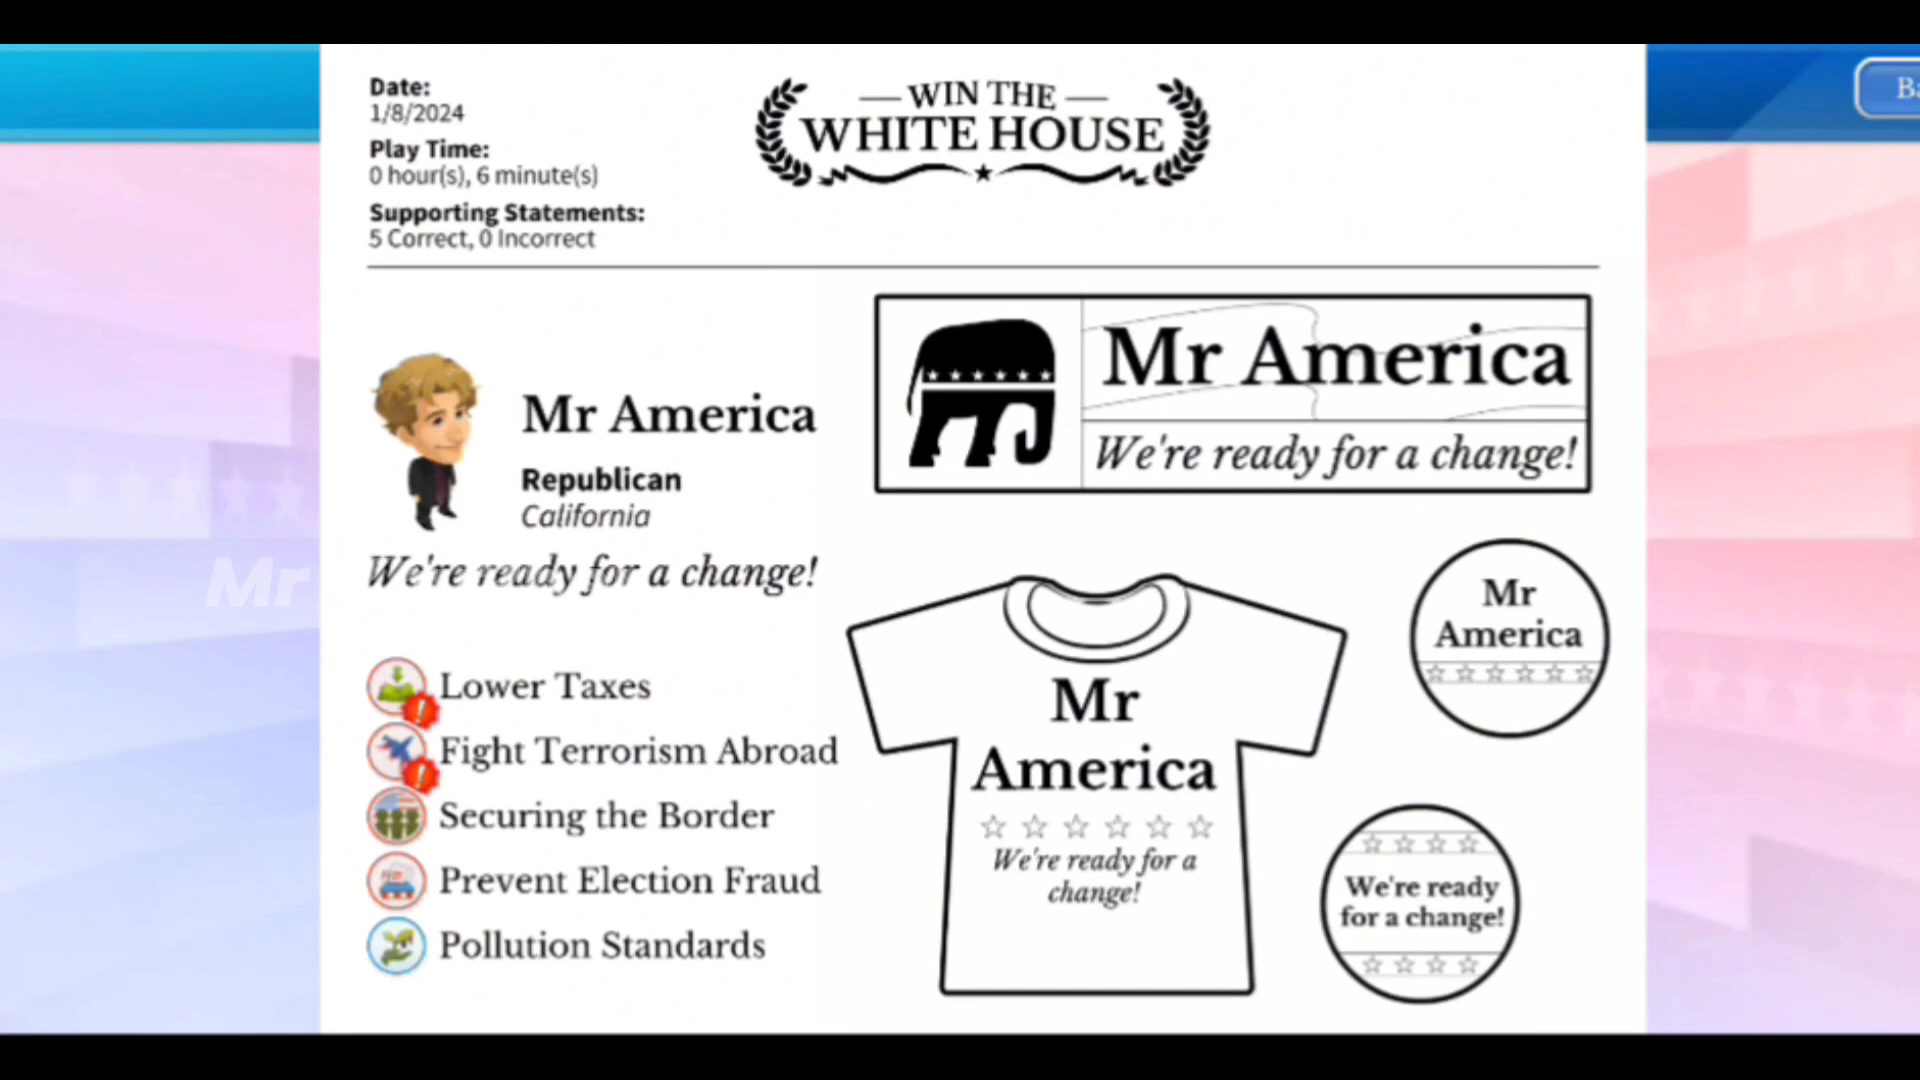 Date:
1/8/2024
Play Time:
0 hour(s), 6 minute(s)
Supporting Statements:
5 Correct, 0 Incorrect
WIN THE
WHITE HOUSE
Mr America
Republican
California
We're ready for a change!
Lower Taxes
Fight Terrorism Abroad
Securing the Border
Prevent Election Fraud
Pollution Standards
Mr America
We're ready for a change!
Mr
America
We're ready for a
change!
Mr
America
We're ready
for a change!
Mr